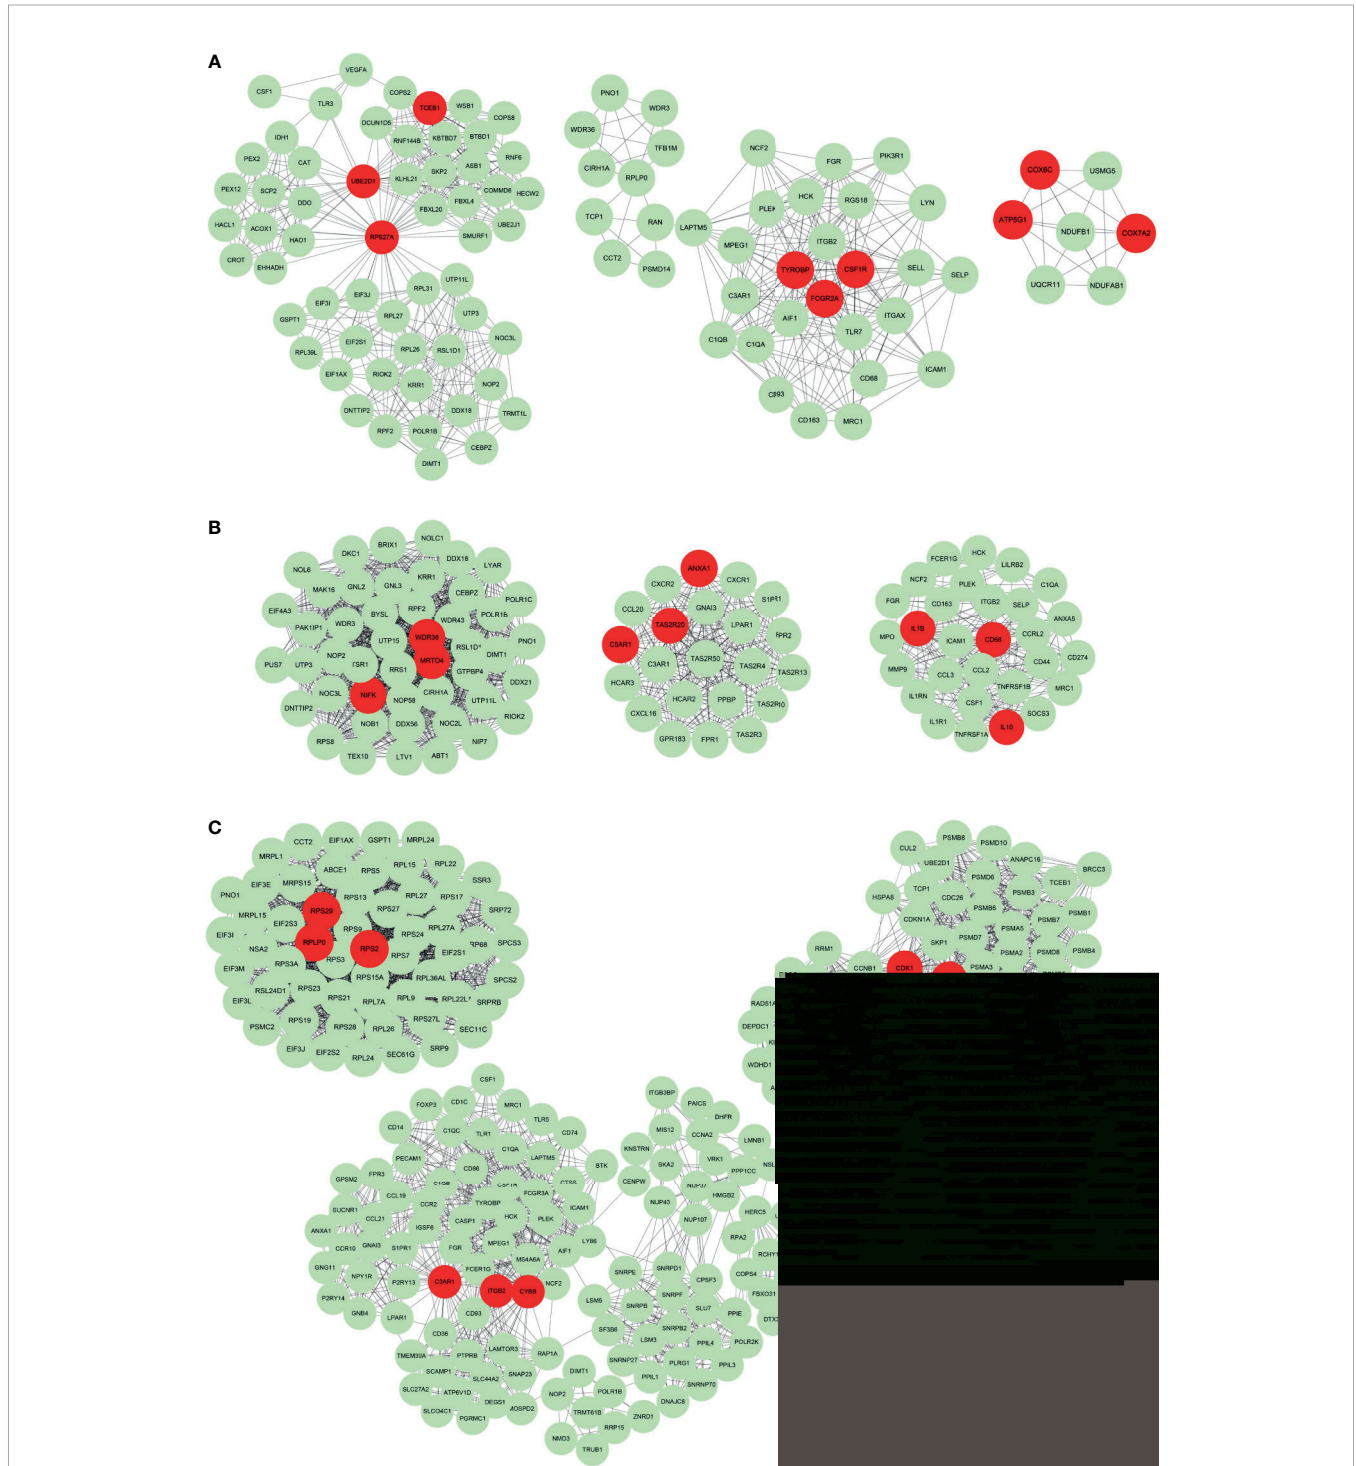 A
VEGFA
CSF1
TLR3
COPS2
TCEB1
WSB1
COPS8
DCUN1D5
RNF144B
KBTBD7
BTBD1
IDH1
PEX2
CAT
UBE2D1
KLHL21
SKP2
ASB1
RNF6
PEX12
SCP2
DDO
COMMD6
HECW2
FBXL20
FBXL4
HACL1
ACOX1
HAO1
RPS27A
SMURF1
UBE2J1
CROT
EHHADH
EIF3I
EIF3J
RPL31
UTP11L
GSPT1
RPL27
UTP3
EIF2S1
RPL26
RSL1D1
NOC3L
RPL39L
EIF1AX
RIOK2
KRR1
NOP2
DNTTIP2
DDX18
TRMT1L
RPF2
POLR1B
CEBPZ
DIMT1
PNO1
WDR3
WDR36
TFB1M
CIRH1A
RPLP0
TCP1
RAN
CCT2
PSMD14
NCF2
FGR
PIK3R1
HCK
RGS18
LYN
PLEK
LAPTM5
MPEG1
ITGB2
TYROBP
CSF1R
SELL
SELP
C3AR1
FCGR2A
AIF1
ITGAX
TLR7
C1QB
C1QA
ICAM1
CD68
CD93
CD163
MRC1
COX6C
USMG5
ATP5G1
NDUFB1
COX7A2
UQCR11
NDUFAB1
B
DKC1
BRIX1
NOLC1
DDX18
LYAR
NOL6
MAK16
GNL2
GNL3
KRR1
CEBPZ
POLR1C
EIF4A3
BYSL
RPF2
POLR1B
PAK1IP1
WDR3
WDR36
WDR43
PNO1
UTP15
RSL1D1
DIMT1
NOP2
MRTO4
PUS7
UTP3
TSR1
RRS1
GTPBP4
DDX21
NOC3L
NIFK
NOP58
CIRH1A
UTP11L
DNTTIP2
RIOK2
NOB1
DDX56
NOC2L
RPS8
NIP7
TEX10
LTV1
ABT1
ANXA1
CXCR2
CXCR1
CCL20
GNAI3
S1PR1
TAS2R20
LPAR1
C5AR1
C3AR1
TAS2R50
TAS2R4
TAS2R13
HCAR3
HCAR2
PPBP
TAS2R10
CXCL16
GPR183
FPR1
TAS2R3
FCER1G
HCK
LILRB2
NCF2
PLEK
C1QA
FGR
CD163
ITGB2
SELP
ANXA5
MPO
IL1B
ICAM1
CD68
CCRL2
CD274
MMP9
CCL3
CCL2
CD44
MRC1
IL1RN
TNFRSF1B
CSF1
SOCS3
IL1R1
IL10
TNFRSF1A
C
CCT2
EIF1AX
GSPT1
MRPL24
MRPL1
ABCE1
RPS5
RPL15
RPL22
SSR3
EIF3E
MRPS15
PNO1
RPS13
RPS27
RPL27
RPS17
SRP72
MRPL15
RPS29
EIF2S3
RPS9
RPS24
RPL27A
EIF3I
RPLP0
RPS2
SRP68
SPCS3
NSA2
RPS3
RPS7
EIF2S1
EIF3M
RPS3A
RPS15A
RPL36AL
SPCS2
RSL24D1
RPS23
EIF3L
RPS21
RPL7A
RPL9
RPL22L1
SRPRB
PSMC2
RPS19
RPS28
RPL26
RPS27L
SEC11C
EIF3J
EIF2S2
RPL24
SEC61G
SRP9
PSMB8
PSMD10
CUL2
UBE2D1
ANAPC16
BRCC3
PSMD6
TCEB1
HSPA8
TCP1
CDC26
PSMB3
PSMB6
PSMB1
CDKN1A
PSMA5
PSMB7
SKP1
PSMD7
PSMA2
PSMD8
PSMB4
RRM1
CCNB1
CDK1
PSMA3
RAD51A
DEPDC1
WDHD1
CSF1
FOXP3
CD1C
MRC1
TLR5
CD14
C1QC
TLR1
CD74
C1QA
PECAM1
LAPTM5
BTK
CD86
GPSM2
FPR3
CCL19
CCR2
TYROBP
FCGR3A
ICAM1
SUCNR1
CCL21
IGSF6
CASP1
HCK
PLEK
ANXA1
GNAI3
S1PR1
MPEG1
LY86
CCR10
FGR
MS4A6A
AIF1
GNG11
NPY1R
P2RY13
C3AR1
FCER1G
ITGB2
CYBB
NCF2
P2RY14
GNB4
LPAR1
CD93
CD36
TMEM30A
PTPRB
LAMTOR3
RAP1A
SCAMP1
SLC44A2
SNAP23
SLC27A2
ATP6V1D
DEGS1
SLCO4C1
PGRMC1
MOSPD2
ITGB3BP
PAICS
DHFR
MIS12
CCNA2
KNSTRN
LMNB1
SKA2
VRK1
CENPW
PPP1CC
NUP37
NUP43
HMGB2
NUP107
HERC5
RPA2
RCHY1
SNRPE
SNRPD1
CPSF3
COPS4
LSM5
SNRPB
SNRPF
SLU7
FBXO31
PPIE
SF3B6
LSM3
SNRPB2
PPIL4
POLR2K
SNRNP27
PLRG1
PPIL3
PPIL1
SNRNP70
DNAJC8
DIMT1
NOP2
POLR1B
TRMT61B
ZNRD1
RRP15
NMD3
TRUB1